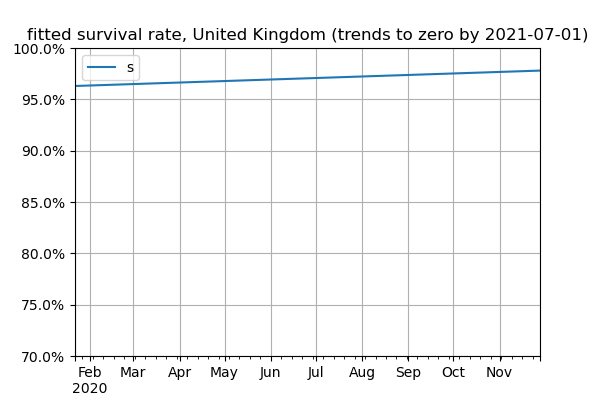 fitted survival rate, United Kingdom (trends to zero by 2021-07-01)
100.0%
s
95.0%
90.0%
85.0%
80.0%
75.0%
70.0%
Feb Mar Apr May Jun Jul Aug Sep Oct Nov
2020